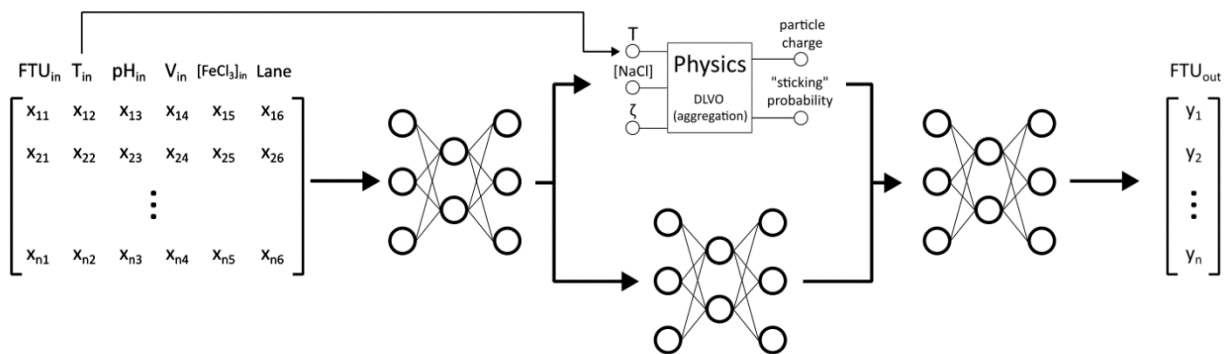 FTU_in T_in pH_in V_in [FeCl_3]_in Lane
x_11 x_12 x_13 x_14 x_15 x_16
x_21 x_22 x_23 x_24 x_25 x_26
⋮
x_n1 x_n2 x_n3 x_n4 x_n5 x_n6
T
[NaCl]
ζ
Physics
DLVO
(aggregation)
particle
charge
"sticking"
probability
FTU_out
y_1
y_2
⋮
y_n